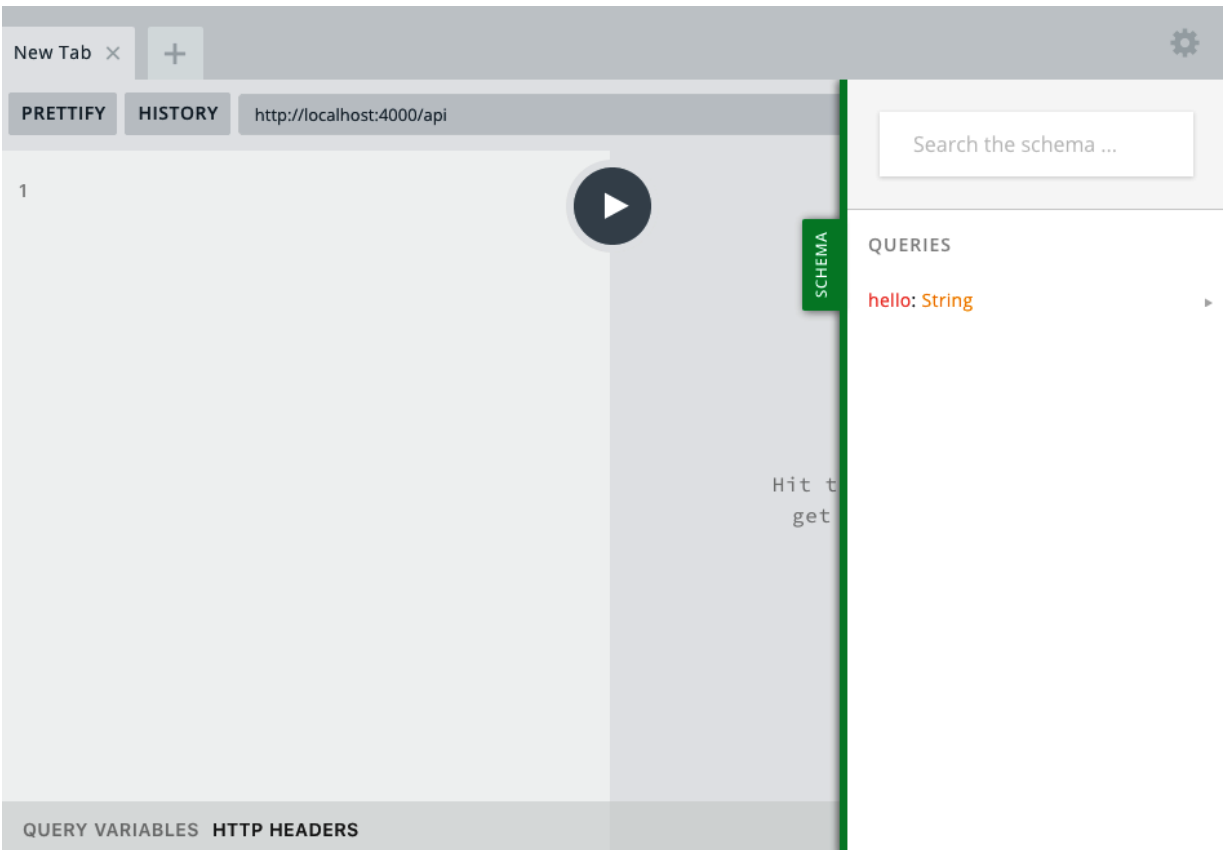 New Tab
PRETTIFY HISTORY http://localhost:4000/api
Search the schema ...
1
SCHEMA
QUERIES
hello: String
Hit t
get
QUERY VARIABLES HTTP HEADERS